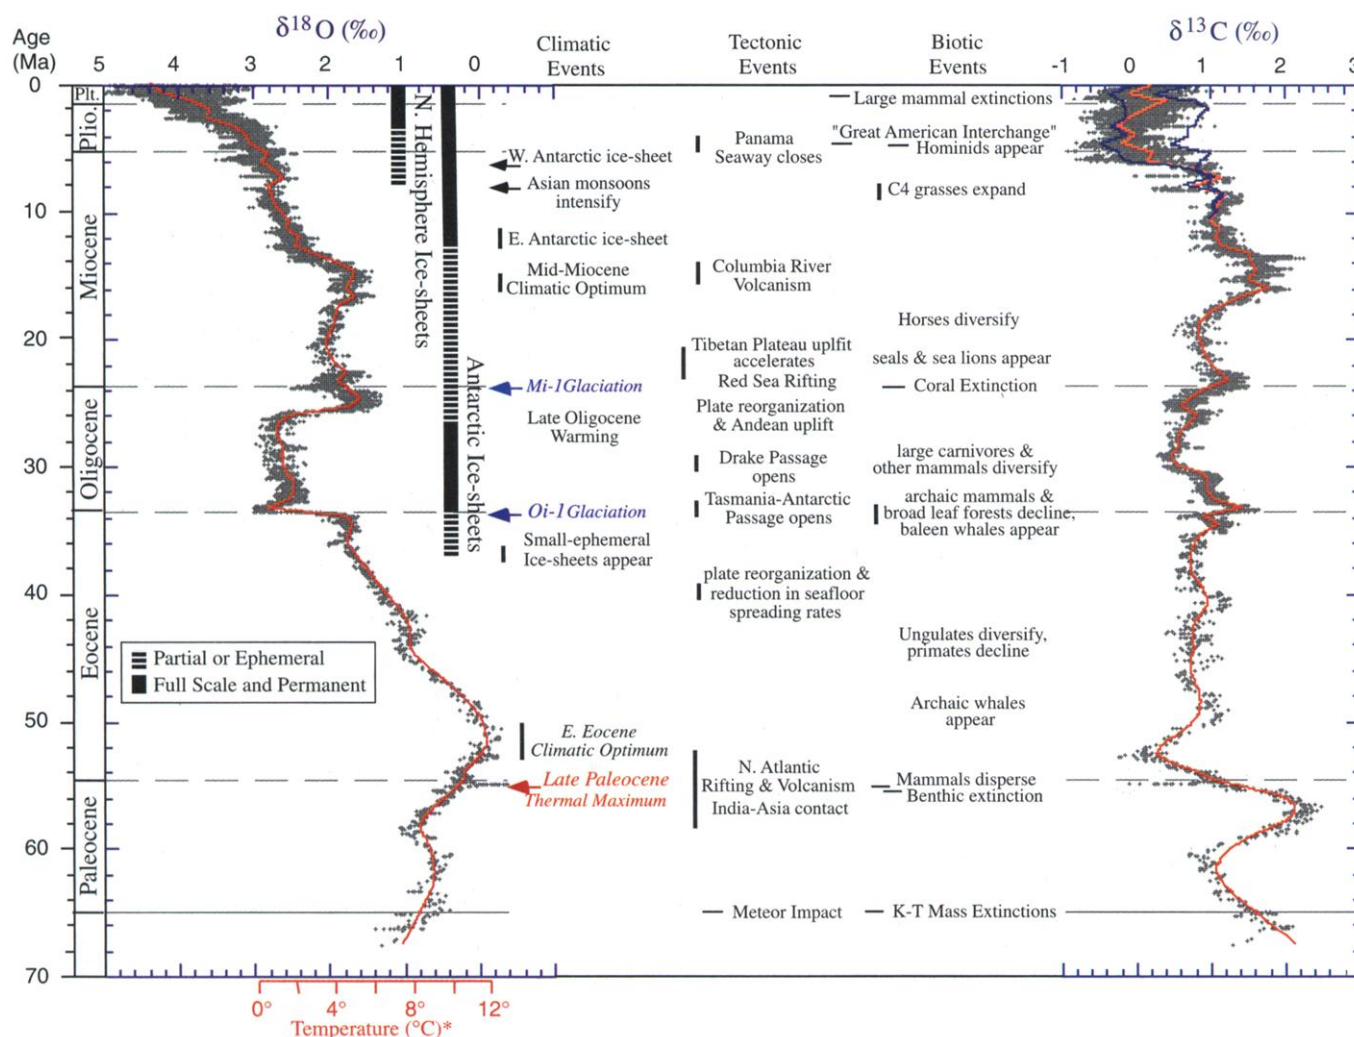 δ18O (‰)
δ13C (‰)
Age
(Ma)
Climatic
Events
Tectonic
Events
Biotic
Events
5 4 3 2 1 0
-1 0 1 2 3
0
10
20
30
40
50
60
70
Plt.
Plio.
Miocene
Oligocene
Eocene
Paleocene
N. Hemisphere Ice-sheets
Antarctic Ice-sheets
W. Antarctic ice-sheet
Asian monsoons
intensify
E. Antarctic ice-sheet
Mid-Miocene
Climatic Optimum
Mi-1Glaciation
Late Oligocene
Warming
Oi-1Glaciation
Small-ephemeral
Ice-sheets appear
E. Eocene
Climatic Optimum
Late Paleocene
Thermal Maximum
Panama
Seaway closes
Columbia River
Volcanism
Tibetan Plateau uplfit
accelerates
Red Sea Rifting
Plate reorganization
& Andean uplift
Drake Passage
opens
Tasmania-Antarctic
Passage opens
plate reorganization &
reduction in seafloor
spreading rates
N. Atlantic
Rifting & Volcanism
India-Asia contact
Meteor Impact
Large mammal extinctions
"Great American Interchange"
Hominids appear
C4 grasses expand
Horses diversify
seals & sea lions appear
Coral Extinction
large carnivores &
other mammals diversify
archaic mammals &
broad leaf forests decline,
baleen whales appear
Ungulates diversify,
primates decline
Archaic whales
appear
Mammals disperse
Benthic extinction
K-T Mass Extinctions
Partial or Ephemeral
Full Scale and Permanent
0° 4° 8° 12°
Temperature (°C)*